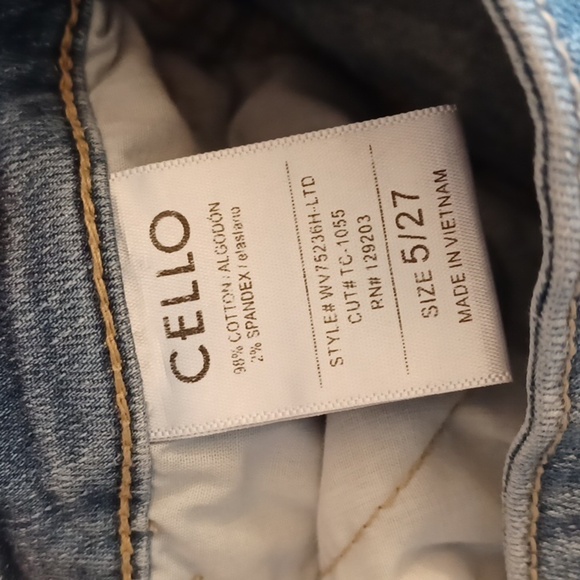 CELLO
98% COTTON / ALGODÓN
2% SPANDEX / elastano
STYLE# WV75236H-LTD
CUT# TC-1055
RN# 129203
SIZE 5/27
MADE IN VIETNAM